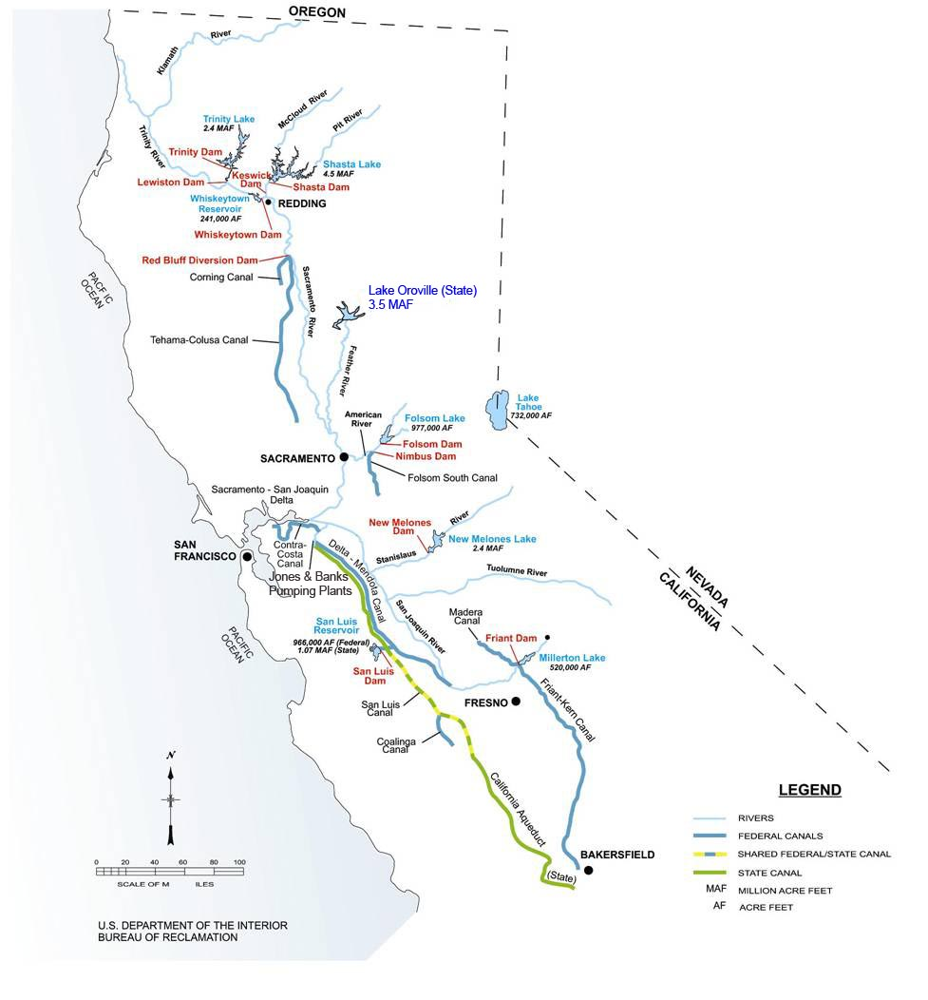 OREGON
River
Klamath
McCloud River
Pit River
Trinity Lake
2.4 MAF
Trinity River
Trinity Dam
Shasta Lake
4.5 MAF
Lewiston Dam
Keswick
Dam
Shasta Dam
Whiskeytown
Reservoir
241,000 AF
REDDING
Whiskeytown Dam
Red Bluff Diversion Dam
Corning Canal
PACF IC
OCEAN
Sacramento River
Lake Oroville (State)
3.5 MAF
Tehama-Colusa Canal
Feather River
American
River
Folsom Lake
977,000 AF
Lake
Tahoe
732,000 AF
Folsom Dam
Nimbus Dam
SACRAMENTO
Folsom South Canal
Sacramento - San Joaquin
Delta
New Melones
Dam
River
Stanislaus
New Melones Lake
2.4 MAF
SAN
FRANCISCO
Contra-
Costa
Canal
Delta - Mendota Canal
Jones & Banks
Pumping Plants
Tuolumne River
NEVADA
CALIFORNIA
San Joaquin River
Madera
Canal
San Luis
Reservoir
966,000 AF (Federal)
1.07 MAF (State)
Friant Dam
Millerton Lake
520,000 AF
PACIFIC
OCEAN
San Luis
Dam
San Luis
Canal
FRESNO
Friant-Kern Canal
Coalinga
Canal
N
California Aqueduct
(State)
BAKERSFIELD
LEGEND
RIVERS
FEDERAL CANALS
SHARED FEDERAL/STATE CANAL
STATE CANAL
MAF MILLION ACRE FEET
AF ACRE FEET
0 20 40 60 80 100
SCALE OF M ILES
U.S. DEPARTMENT OF THE INTERIOR
BUREAU OF RECLAMATION